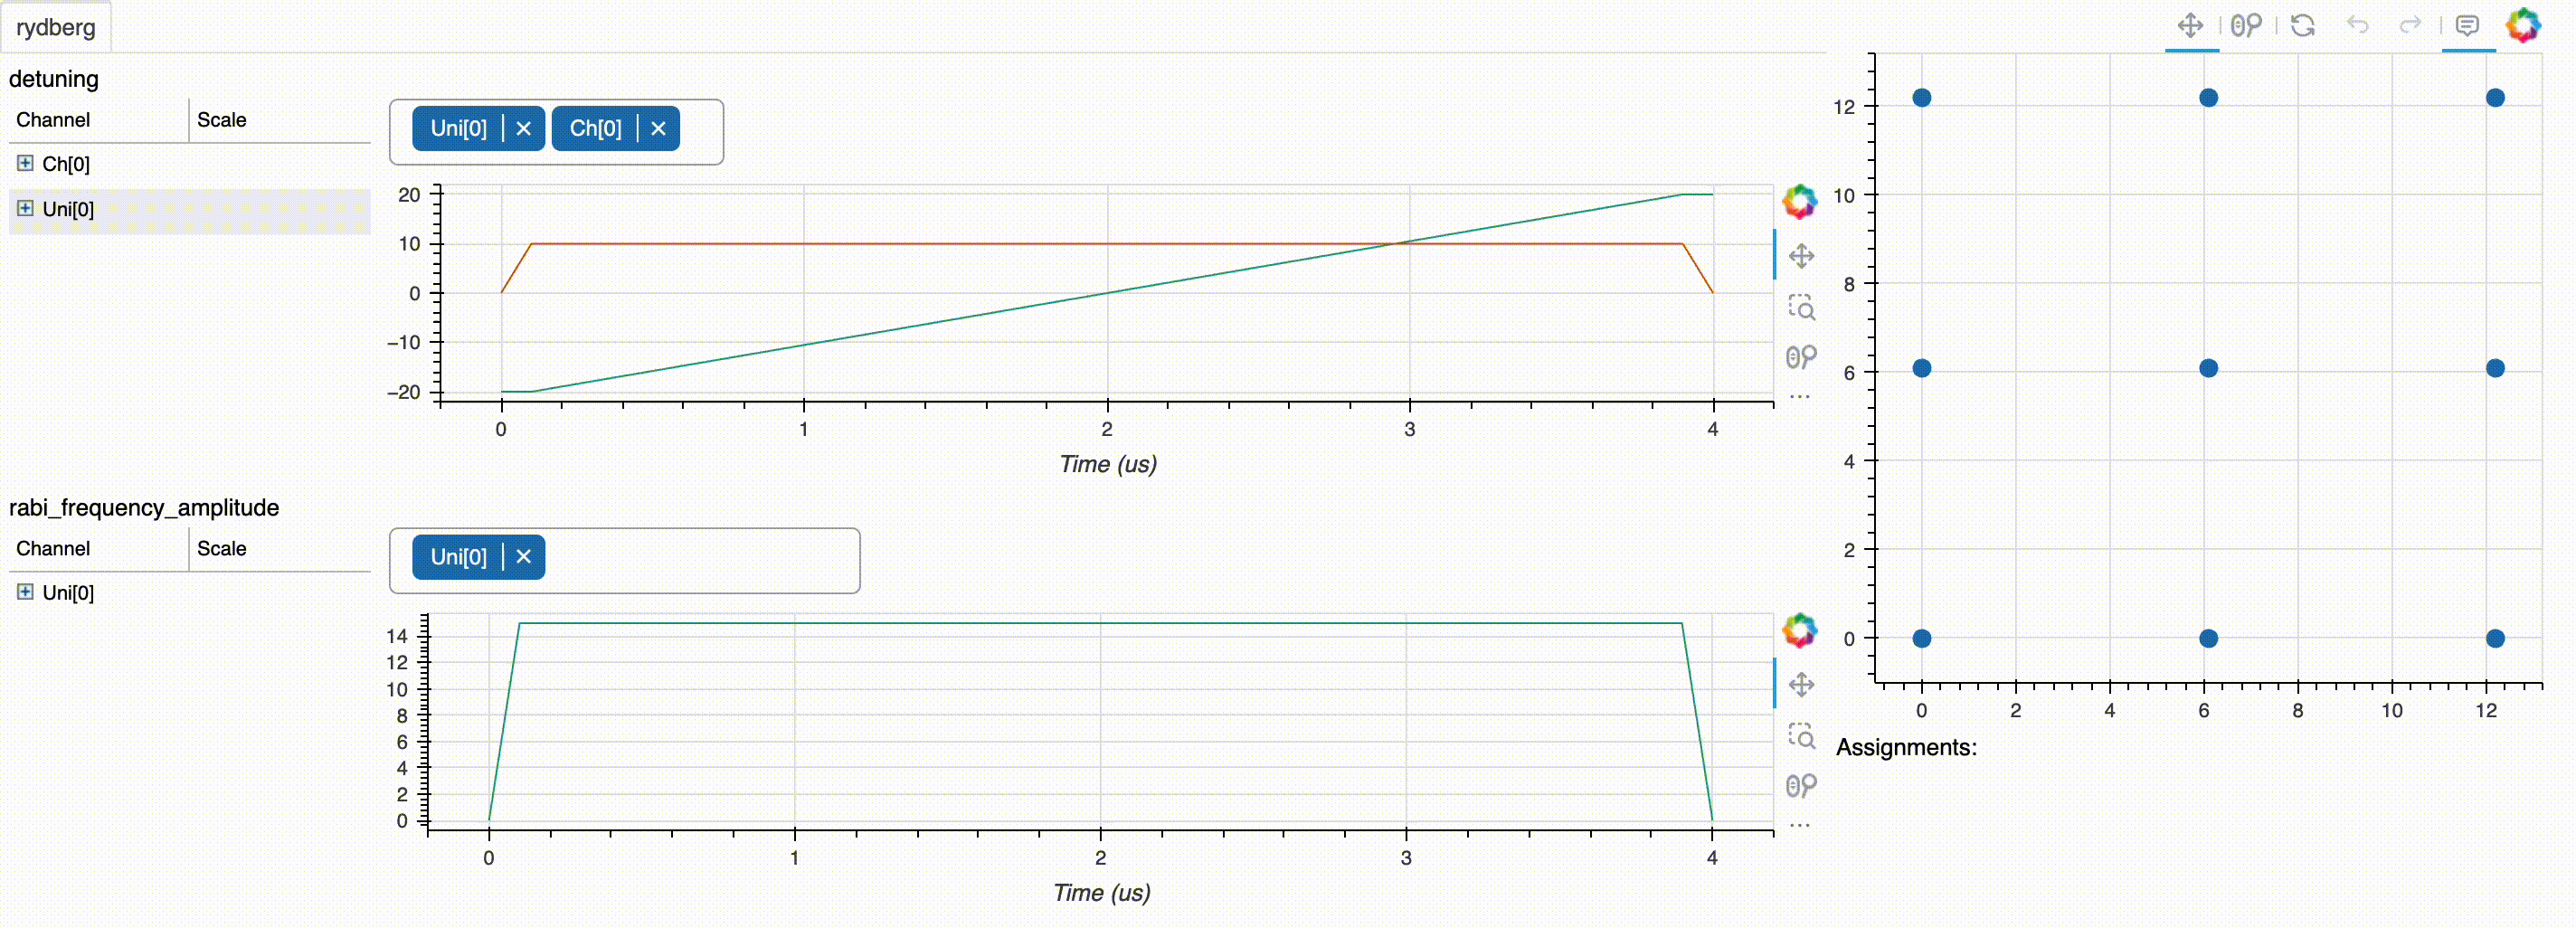 rydberg
detuning
Channel Scale
Ch[0]
Uni[0]
Uni[0] × Ch[0] ×
20
10
0
−10
−20
0 1 2 3 4
Time (us)
rabi_frequency_amplitude
Channel Scale
Uni[0]
Uni[0] ×
14
12
10
8
6
4
2
0
0 1 2 3 4
Time (us)
12
10
8
6
4
2
0
0 2 4 6 8 10 12
Assignments: